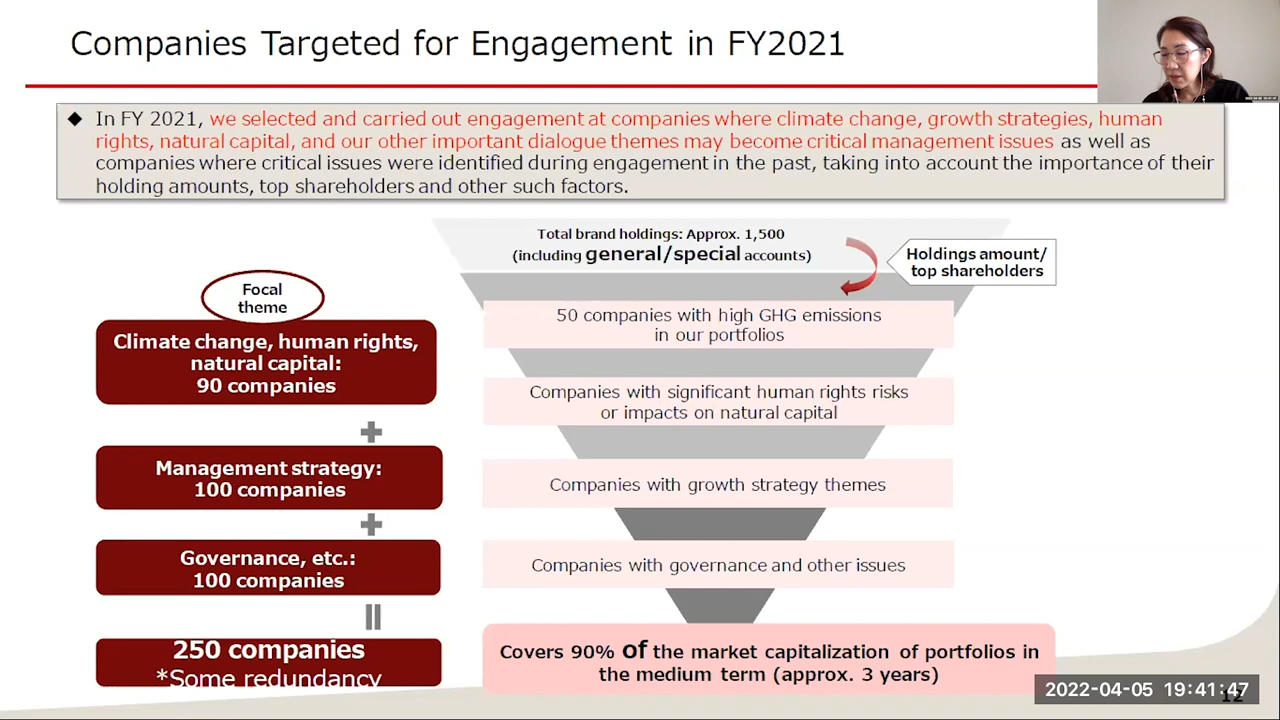 Companies Targeted for Engagement in FY2021
◆ In FY 2021, we selected and carried out engagement at companies where climate change, growth strategies, human
rights, natural capital, and our other important dialogue themes may become critical management issues as well as
companies where critical issues were identified during engagement in the past, taking into account the importance of their
holding amounts, top shareholders and other such factors.
Total brand holdings: Approx. 1,500
(including general/special accounts)
Holdings amount/
top shareholders
Focal
theme
Climate change, human rights,
natural capital:
90 companies
50 companies with high GHG emissions
in our portfolios
Companies with significant human rights risks
or impacts on natural capital
+
Management strategy:
100 companies
Companies with growth strategy themes
+
Governance, etc.:
100 companies
Companies with governance and other issues
=
250 companies
*Some redundancy
Covers 90% of the market capitalization of portfolios in
the medium term (approx. 3 years)
2022-04-05 19:41:47
12